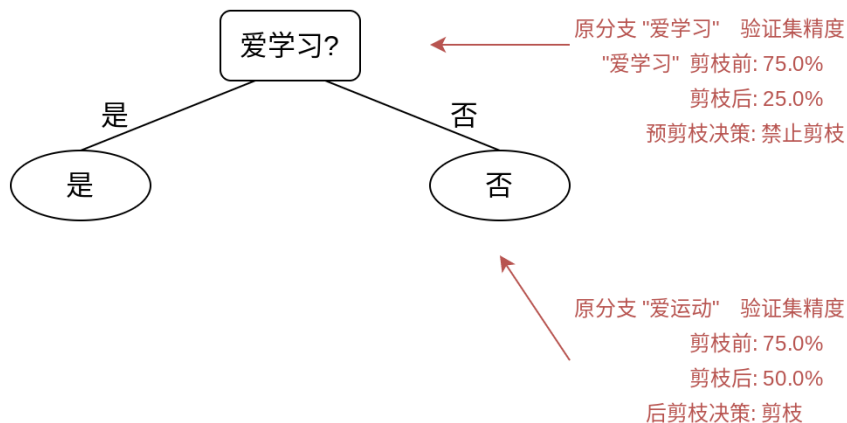 爱学习?
原分支 "爱学习" 验证集精度
"爱学习" 剪枝前: 75.0%
剪枝后: 25.0%
预剪枝决策: 禁止剪枝
是
否
是
否
原分支 "爱运动" 验证集精度
剪枝前: 75.0%
剪枝后: 50.0%
后剪枝决策: 剪枝